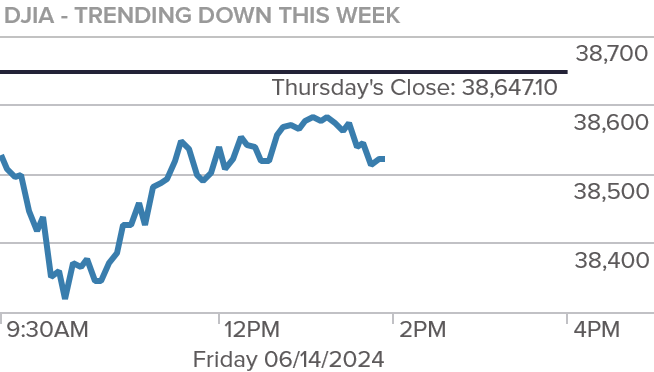 DJIA - TRENDING DOWN THIS WEEK
38,700
Thursday's Close: 38,647.10
38,600
38,500
38,400
9:30AM 12PM 2PM 4PM
Friday 06/14/2024